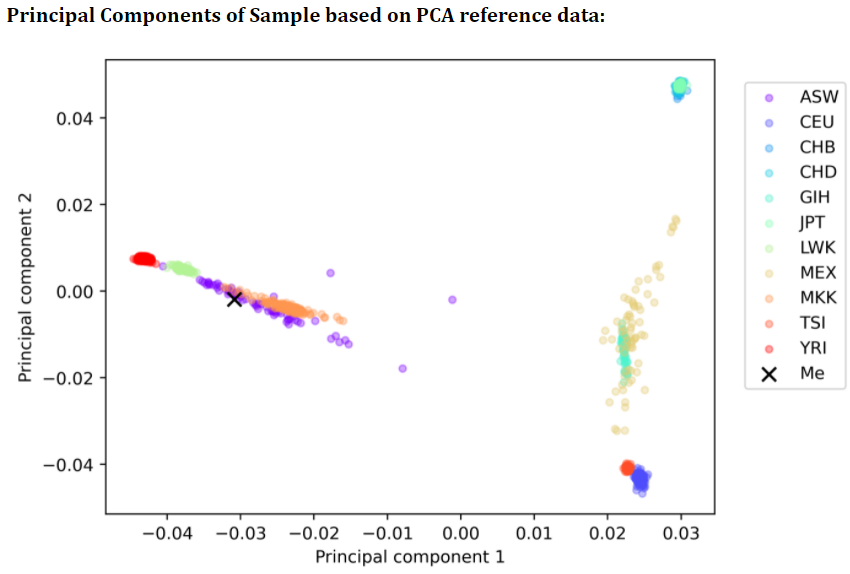 Principal Components of Sample based on PCA reference data:
0.04
0.02
0.00
−0.02
−0.04
Principal component 2
−0.04 −0.03 −0.02 −0.01 0.00 0.01 0.02 0.03
Principal component 1
ASW
CEU
CHB
CHD
GIH
JPT
LWK
MEX
MKK
TSI
YRI
Me